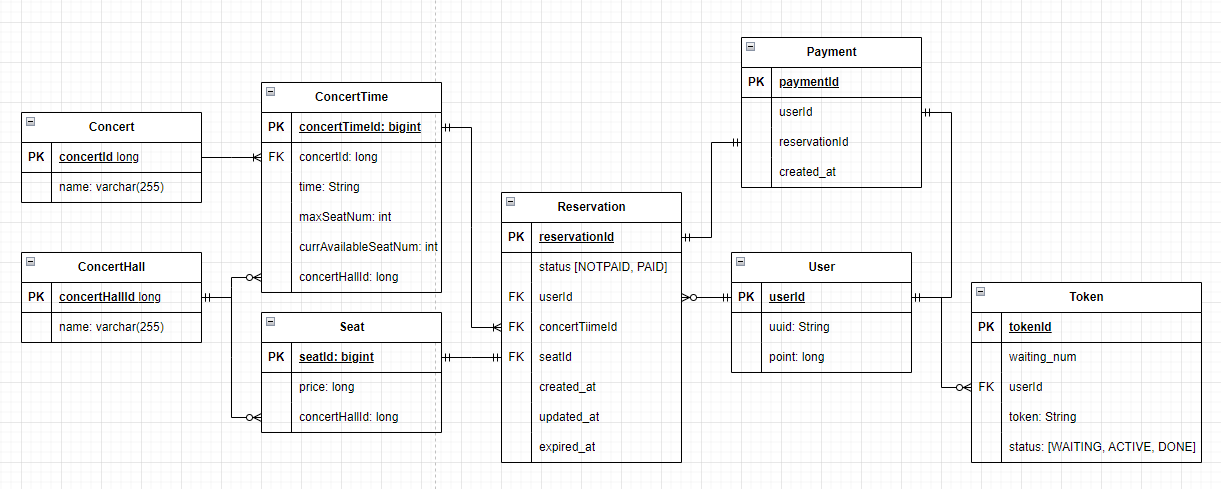 Concert
PK concertId long
name: varchar(255)
ConcertHall
PK concertHallId long
name: varchar(255)
ConcertTime
PK concertTimeId: bigint
FK concertId: long
time: String
maxSeatNum: int
currAvailableSeatNum: int
concertHallId: long
Seat
PK seatId: bigint
price: long
concertHallId: long
Reservation
PK reservationId
status [NOTPAID, PAID]
FK userId
FK concertTiimeId
FK seatId
created_at
updated_at
expired_at
Payment
PK paymentId
userId
reservationId
created_at
User
PK userId
uuid: String
point: long
Token
PK tokenId
waiting_num
FK userId
token: String
status: [WAITING, ACTIVE, DONE]